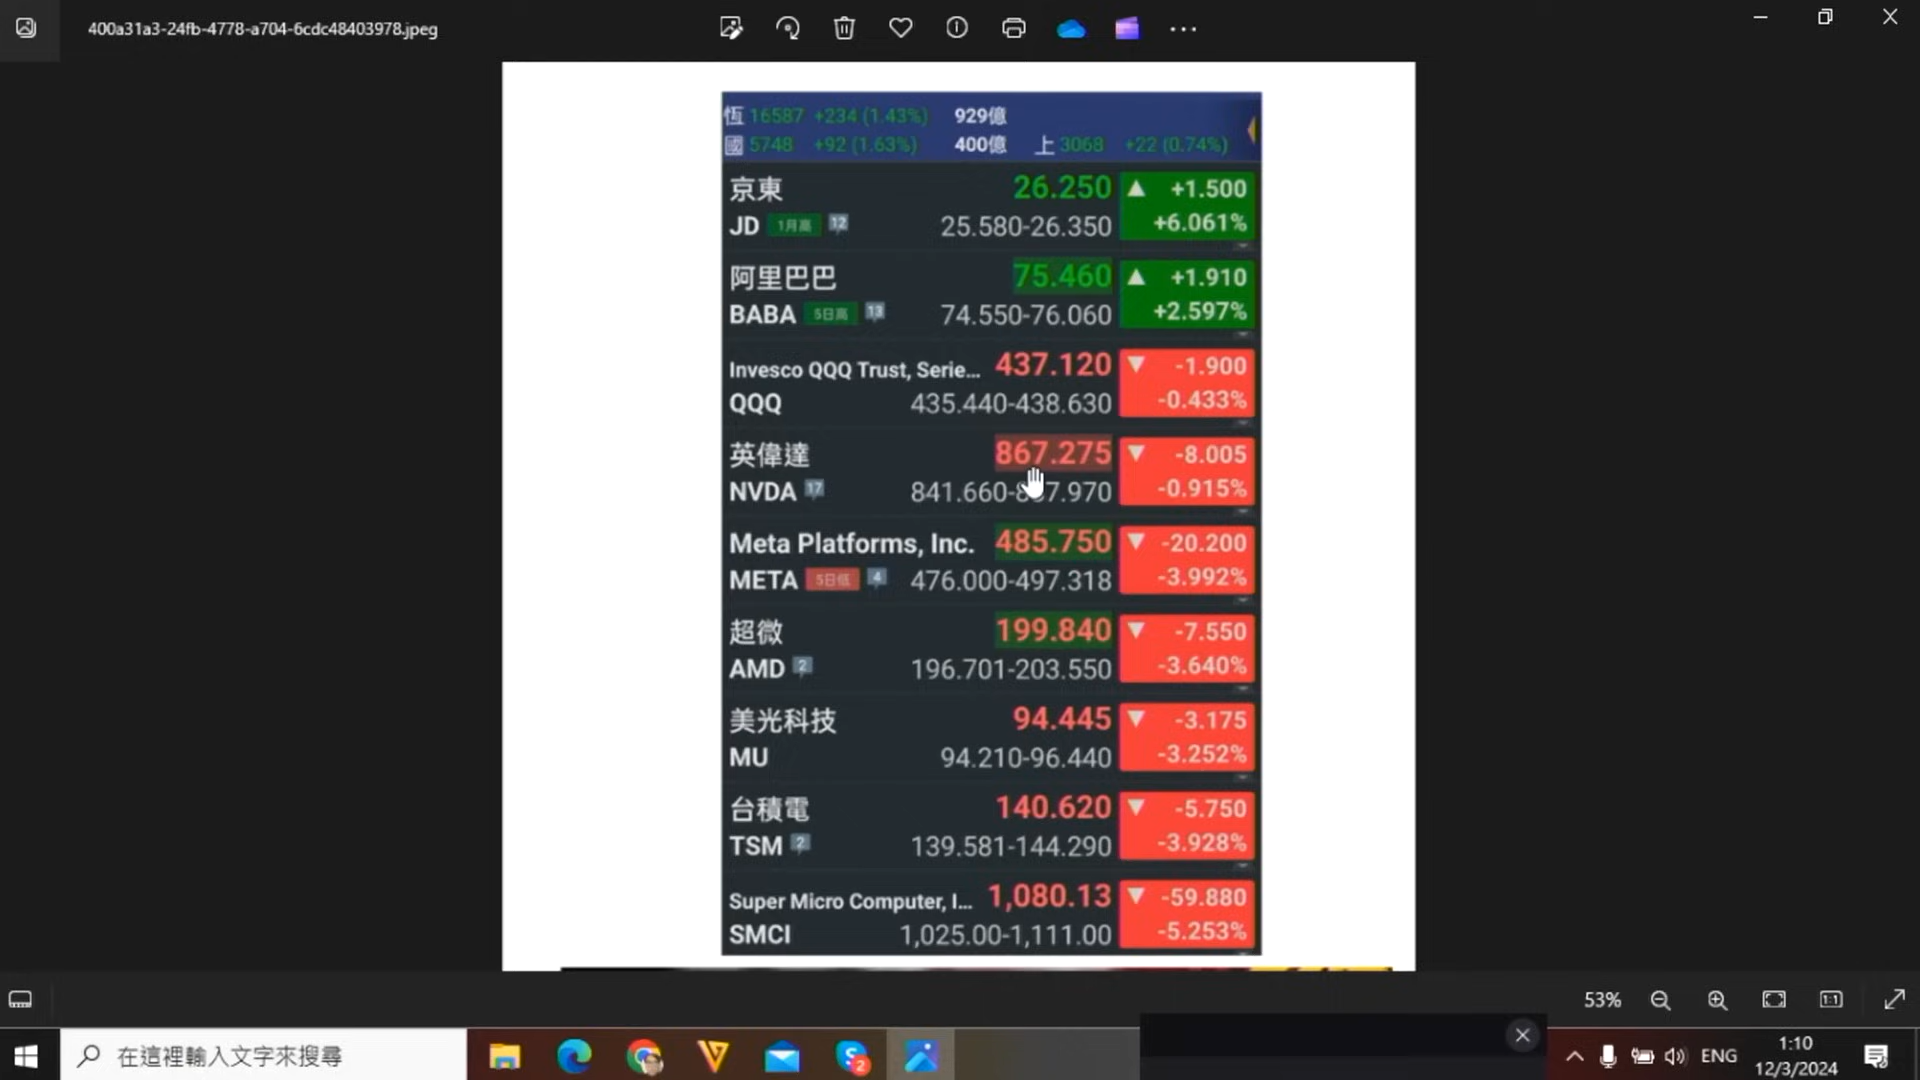 400a31a3-24fb-4778-a704-6cdc48403978.jpeg
恆 16587 +234 (1.43%) 929億
國 5748 +92 (1.63%) 400億 上 3068 +22 (0.74%)
京東 26.250 ▲ +1.500
JD 1月高 12 25.580-26.350 +6.061%
阿里巴巴 75.460 ▲ +1.910
BABA 5日高 13 74.550-76.060 +2.597%
Invesco QQQ Trust, Serie... 437.120 ▼ -1.900
QQQ 435.440-438.630 -0.433%
英偉達 867.275 ▼ -8.005
NVDA 17 841.660- -0.915%
Meta Platforms, Inc. 485.750 ▼ -20.200
META 5日低 4 476.000-497.318 -3.992%
超微 199.840 ▼ -7.550
AMD 2 196.701-203.550 -3.640%
美光科技 94.445 ▼ -3.175
MU 94.210-96.440 -3.252%
台積電 140.620 ▼ -5.750
TSM 2 139.581-144.290 -3.928%
Super Micro Computer, I... 1,080.13 ▼ -59.880
SMCI 1,025.00-1,111.00 -5.253%
53% 1:1
在這裡輸入文字來搜尋
2
ENG
1:10
12/3/2024